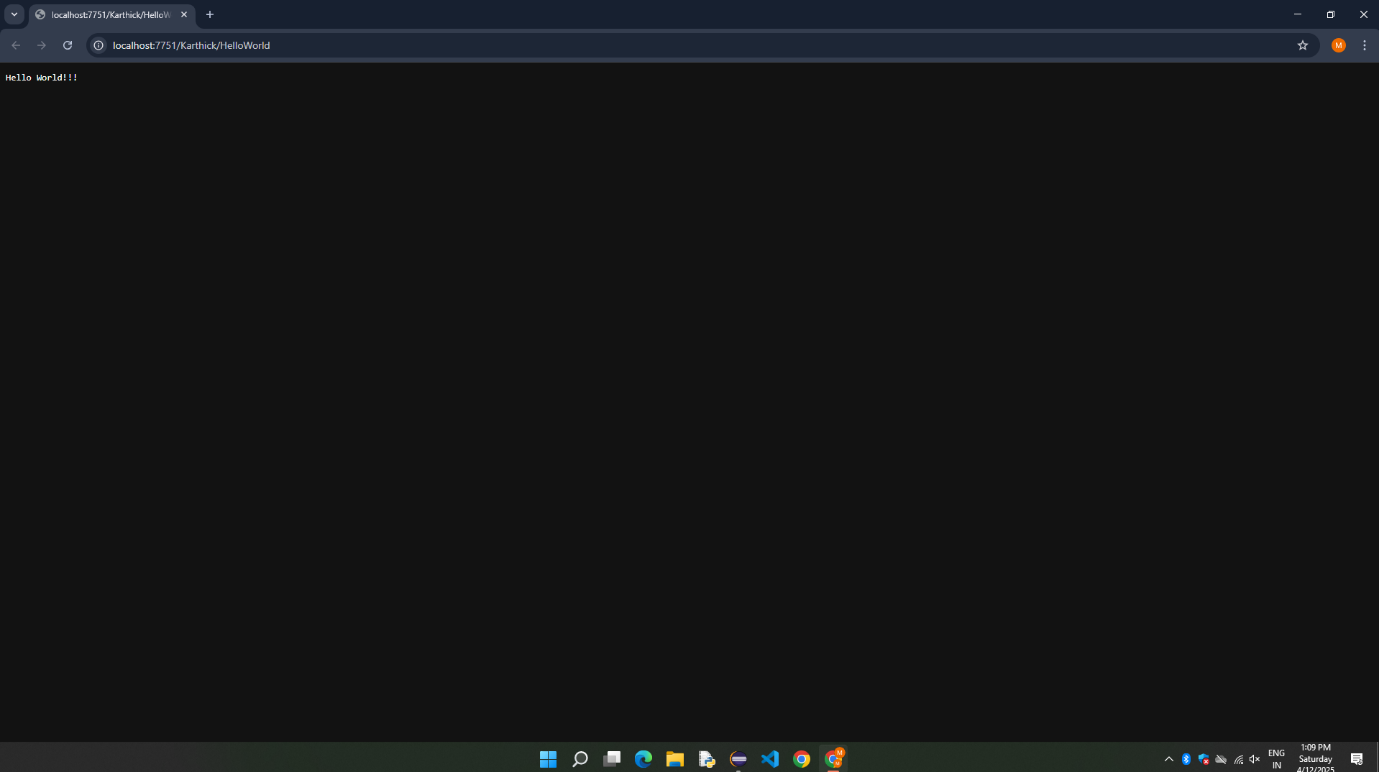 localhost:7751/Karthick/HelloW
localhost:7751/Karthick/HelloWorld
M
Hello World!!!
M
ENG
IN
1:09 PM
Saturday
4/12/2025